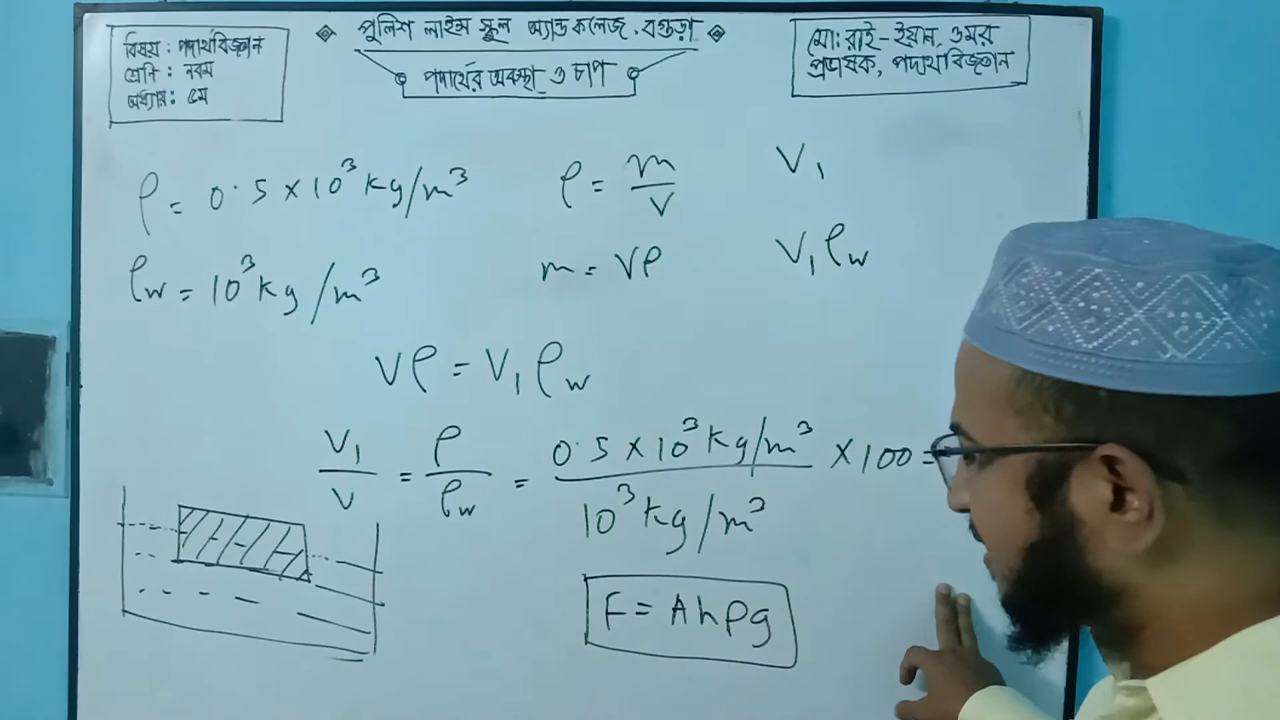 পুলিশ লাইন্স স্কুল অ্যান্ড কলেজ, বগুড়া
পদার্থের অবস্থা ও চাপ
বিষয়: পদার্থবিজ্ঞান
শ্রেনি: নবম
অধ্যায়: ৫ম
মো: রাই-ইয়ান, ওমর
প্রভাষক, পদার্থবিজ্ঞান
ρ = 0.5 × 10³ kg/m³
ρw = 10³ kg/m³
ρ = m/V
m = Vρ
V₁
V₁ρw
Vρ = V₁ρw
V₁/V = ρ/ρw = 0.5 × 10³ kg/m³ / 10³ kg/m³ × 100 =
F = Ahρg